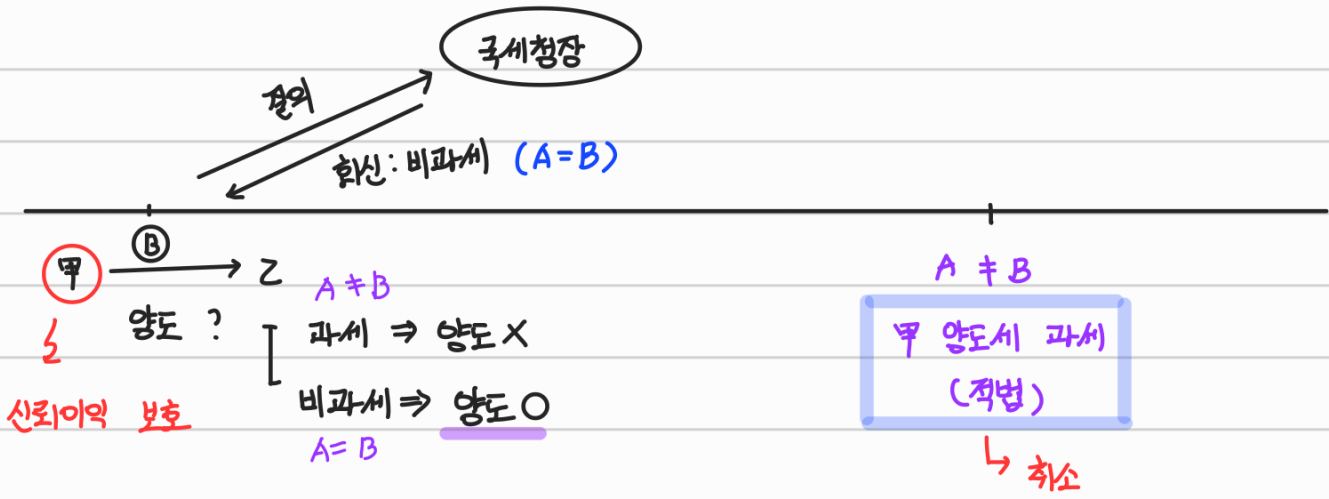 국세청장
질의
회신 : 비과세 (A=B)
甲 Ⓑ 乙
양도 ?
A ≠ B
과세 ⇒ 양도 X
비과세 ⇒ 양도 O
A = B
신뢰이익 보호
A ≠ B
甲 양도세 과세
(적법)
↳ 취소